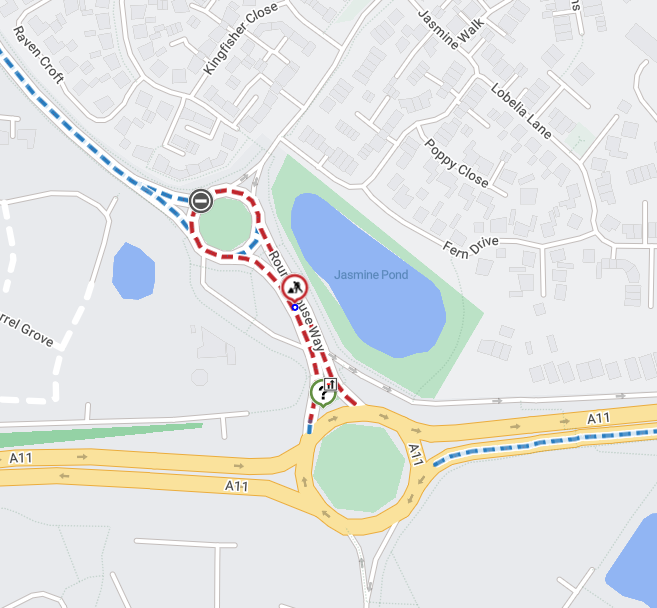 Kingfisher Close
Jasmine Walk
Raven Croft
Lobelia Lane
Poppy Close
Fern Drive
Jasmine Pond
rrel Grove
A11
A11
A11
A11